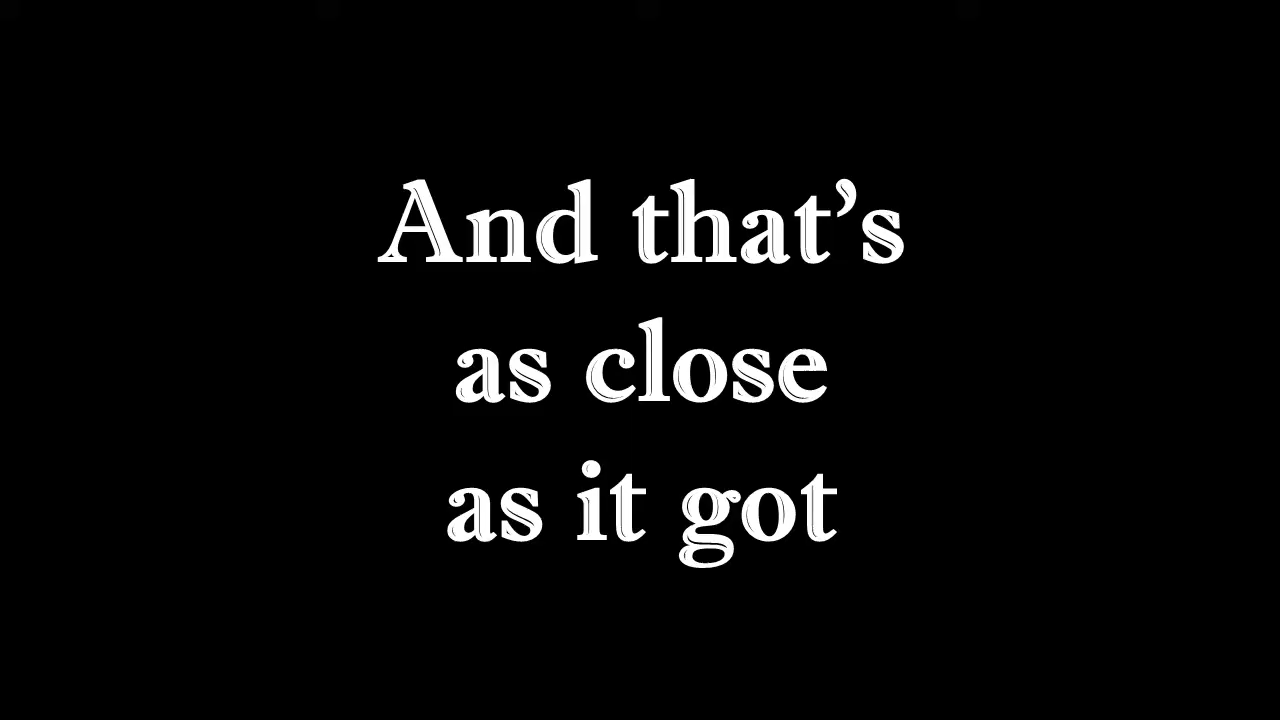 And that’s
as close
as it got